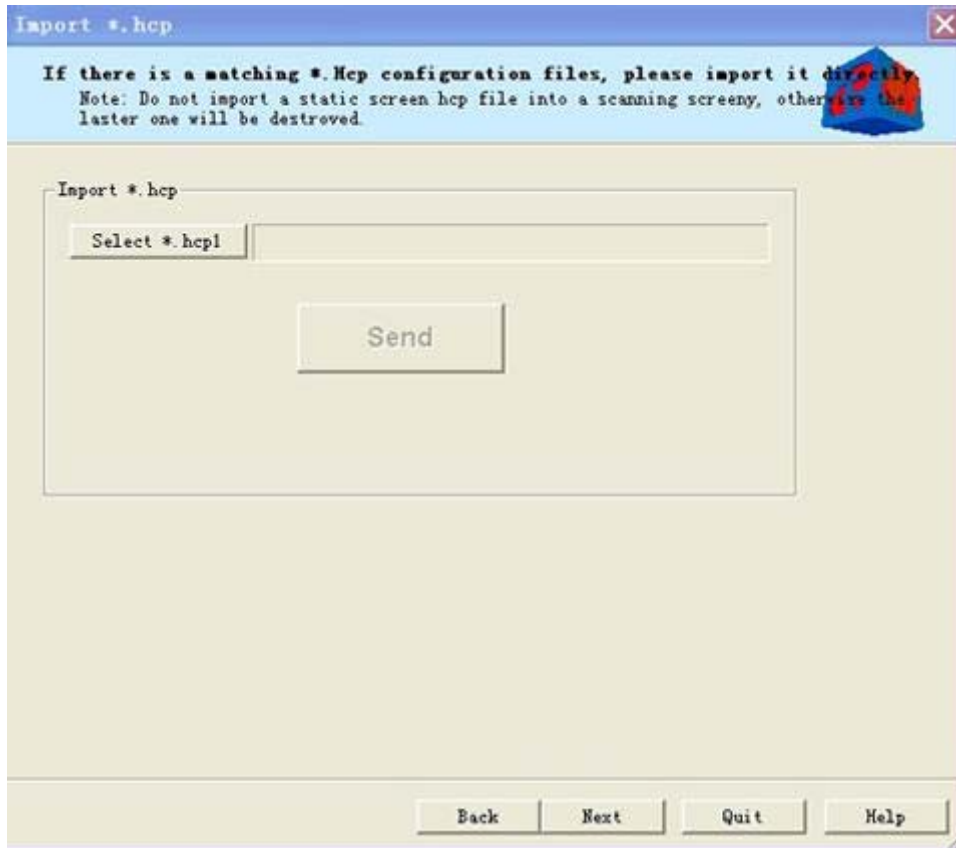 Import *.hcp
If there is a matching *.Hcp configuration files, please import it directly.
Note: Do not import a static screen hcp file into a scanning screeny, otherwise the
laster one will be destroved.
Import *.hcp
Select *.hcp1
Send
Back
Next
Quit
Help